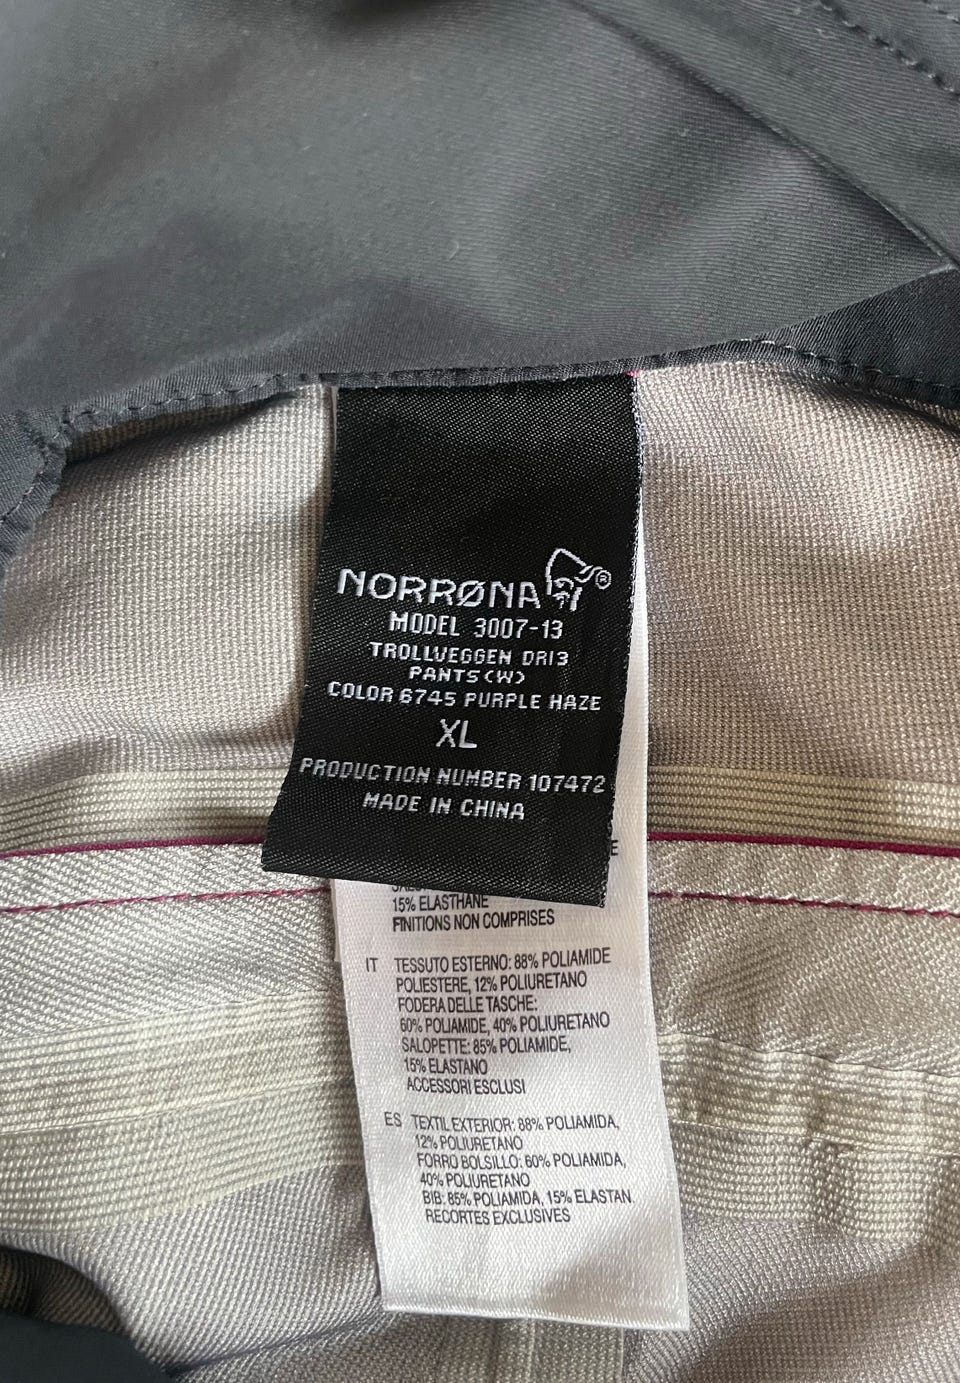 NORRØNA ®
MODEL 3007-13
TROLLVEGGEN DRI3
PANTS(W)
COLOR 6745 PURPLE HAZE
XL
PRODUCTION NUMBER 107472
MADE IN CHINA
E
15% ELASTHANE
FINITIONS NON COMPRISES
IT TESSUTO ESTERNO: 88% POLIAMIDE
POLIESTERE, 12% POLIURETANO
FODERA DELLE TASCHE:
60% POLIAMIDE, 40% POLIURETANO
SALOPETTE: 85% POLIAMIDE,
15% ELASTANO
ACCESSORI ESCLUSI
ES TEXTIL EXTERIOR: 88% POLIAMIDA,
12% POLIURETANO
FORRO BOLSILLO: 60% POLIAMIDA,
40% POLIURETANO
BIB: 85% POLIAMIDA, 15% ELASTAN
RECORTES EXCLUSIVES